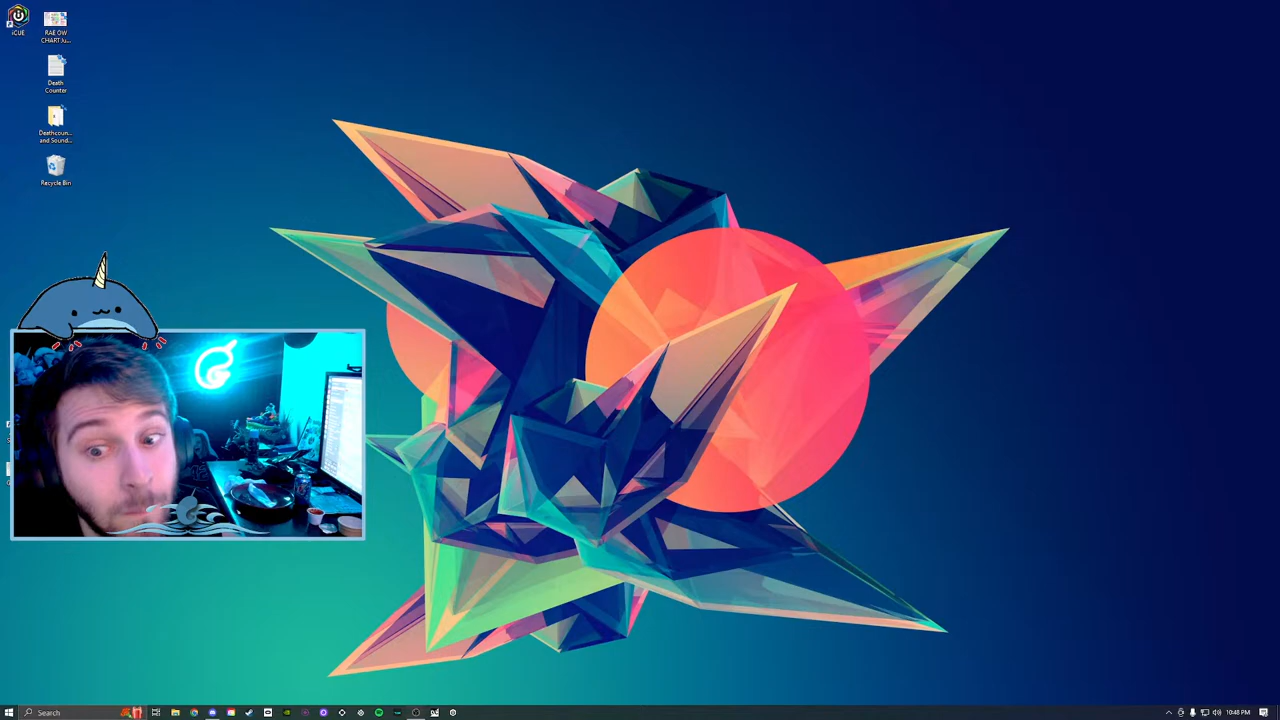 iCUE
RAE OW
CHART Ju...
Death
Counter
Deathcoun...
and Sound...
Recycle Bin
Search
10:48 PM